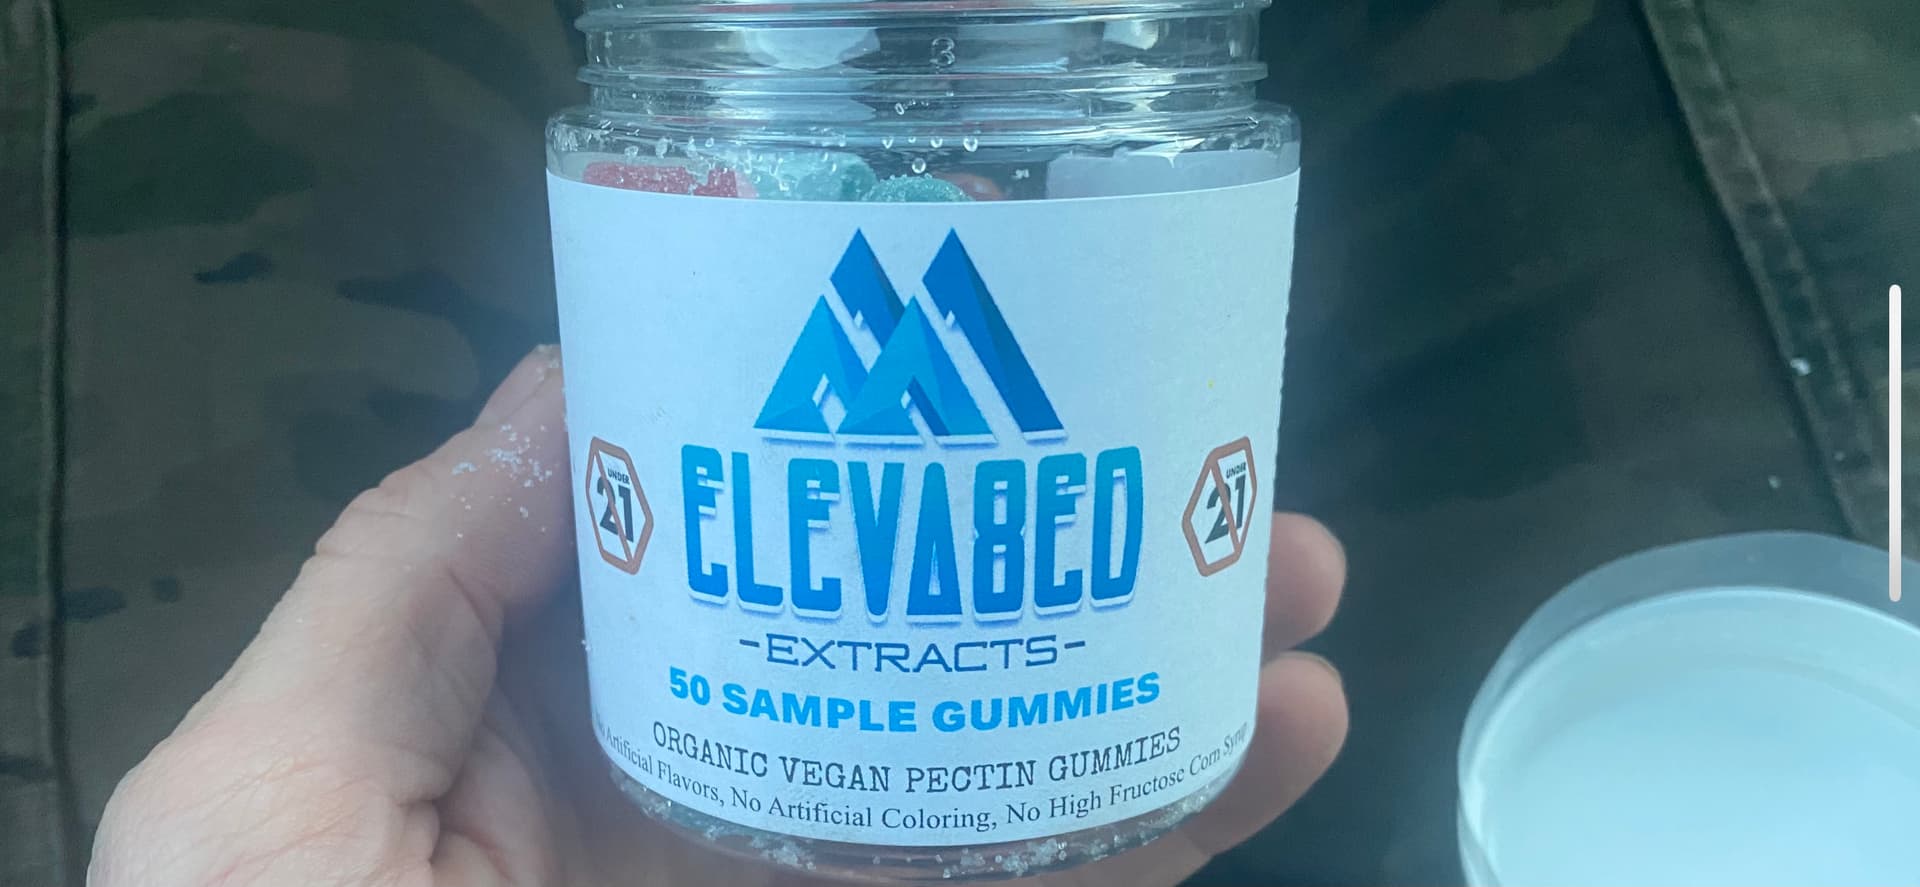 3
ELEVA8ED
-EXTRACTS-
UNDER
21
UNDER
21
50 SAMPLE GUMMIES
ORGANIC VEGAN PECTIN GUMMIES
Artificial Flavors, No Artificial Coloring, No High Fructose Corn Syrup